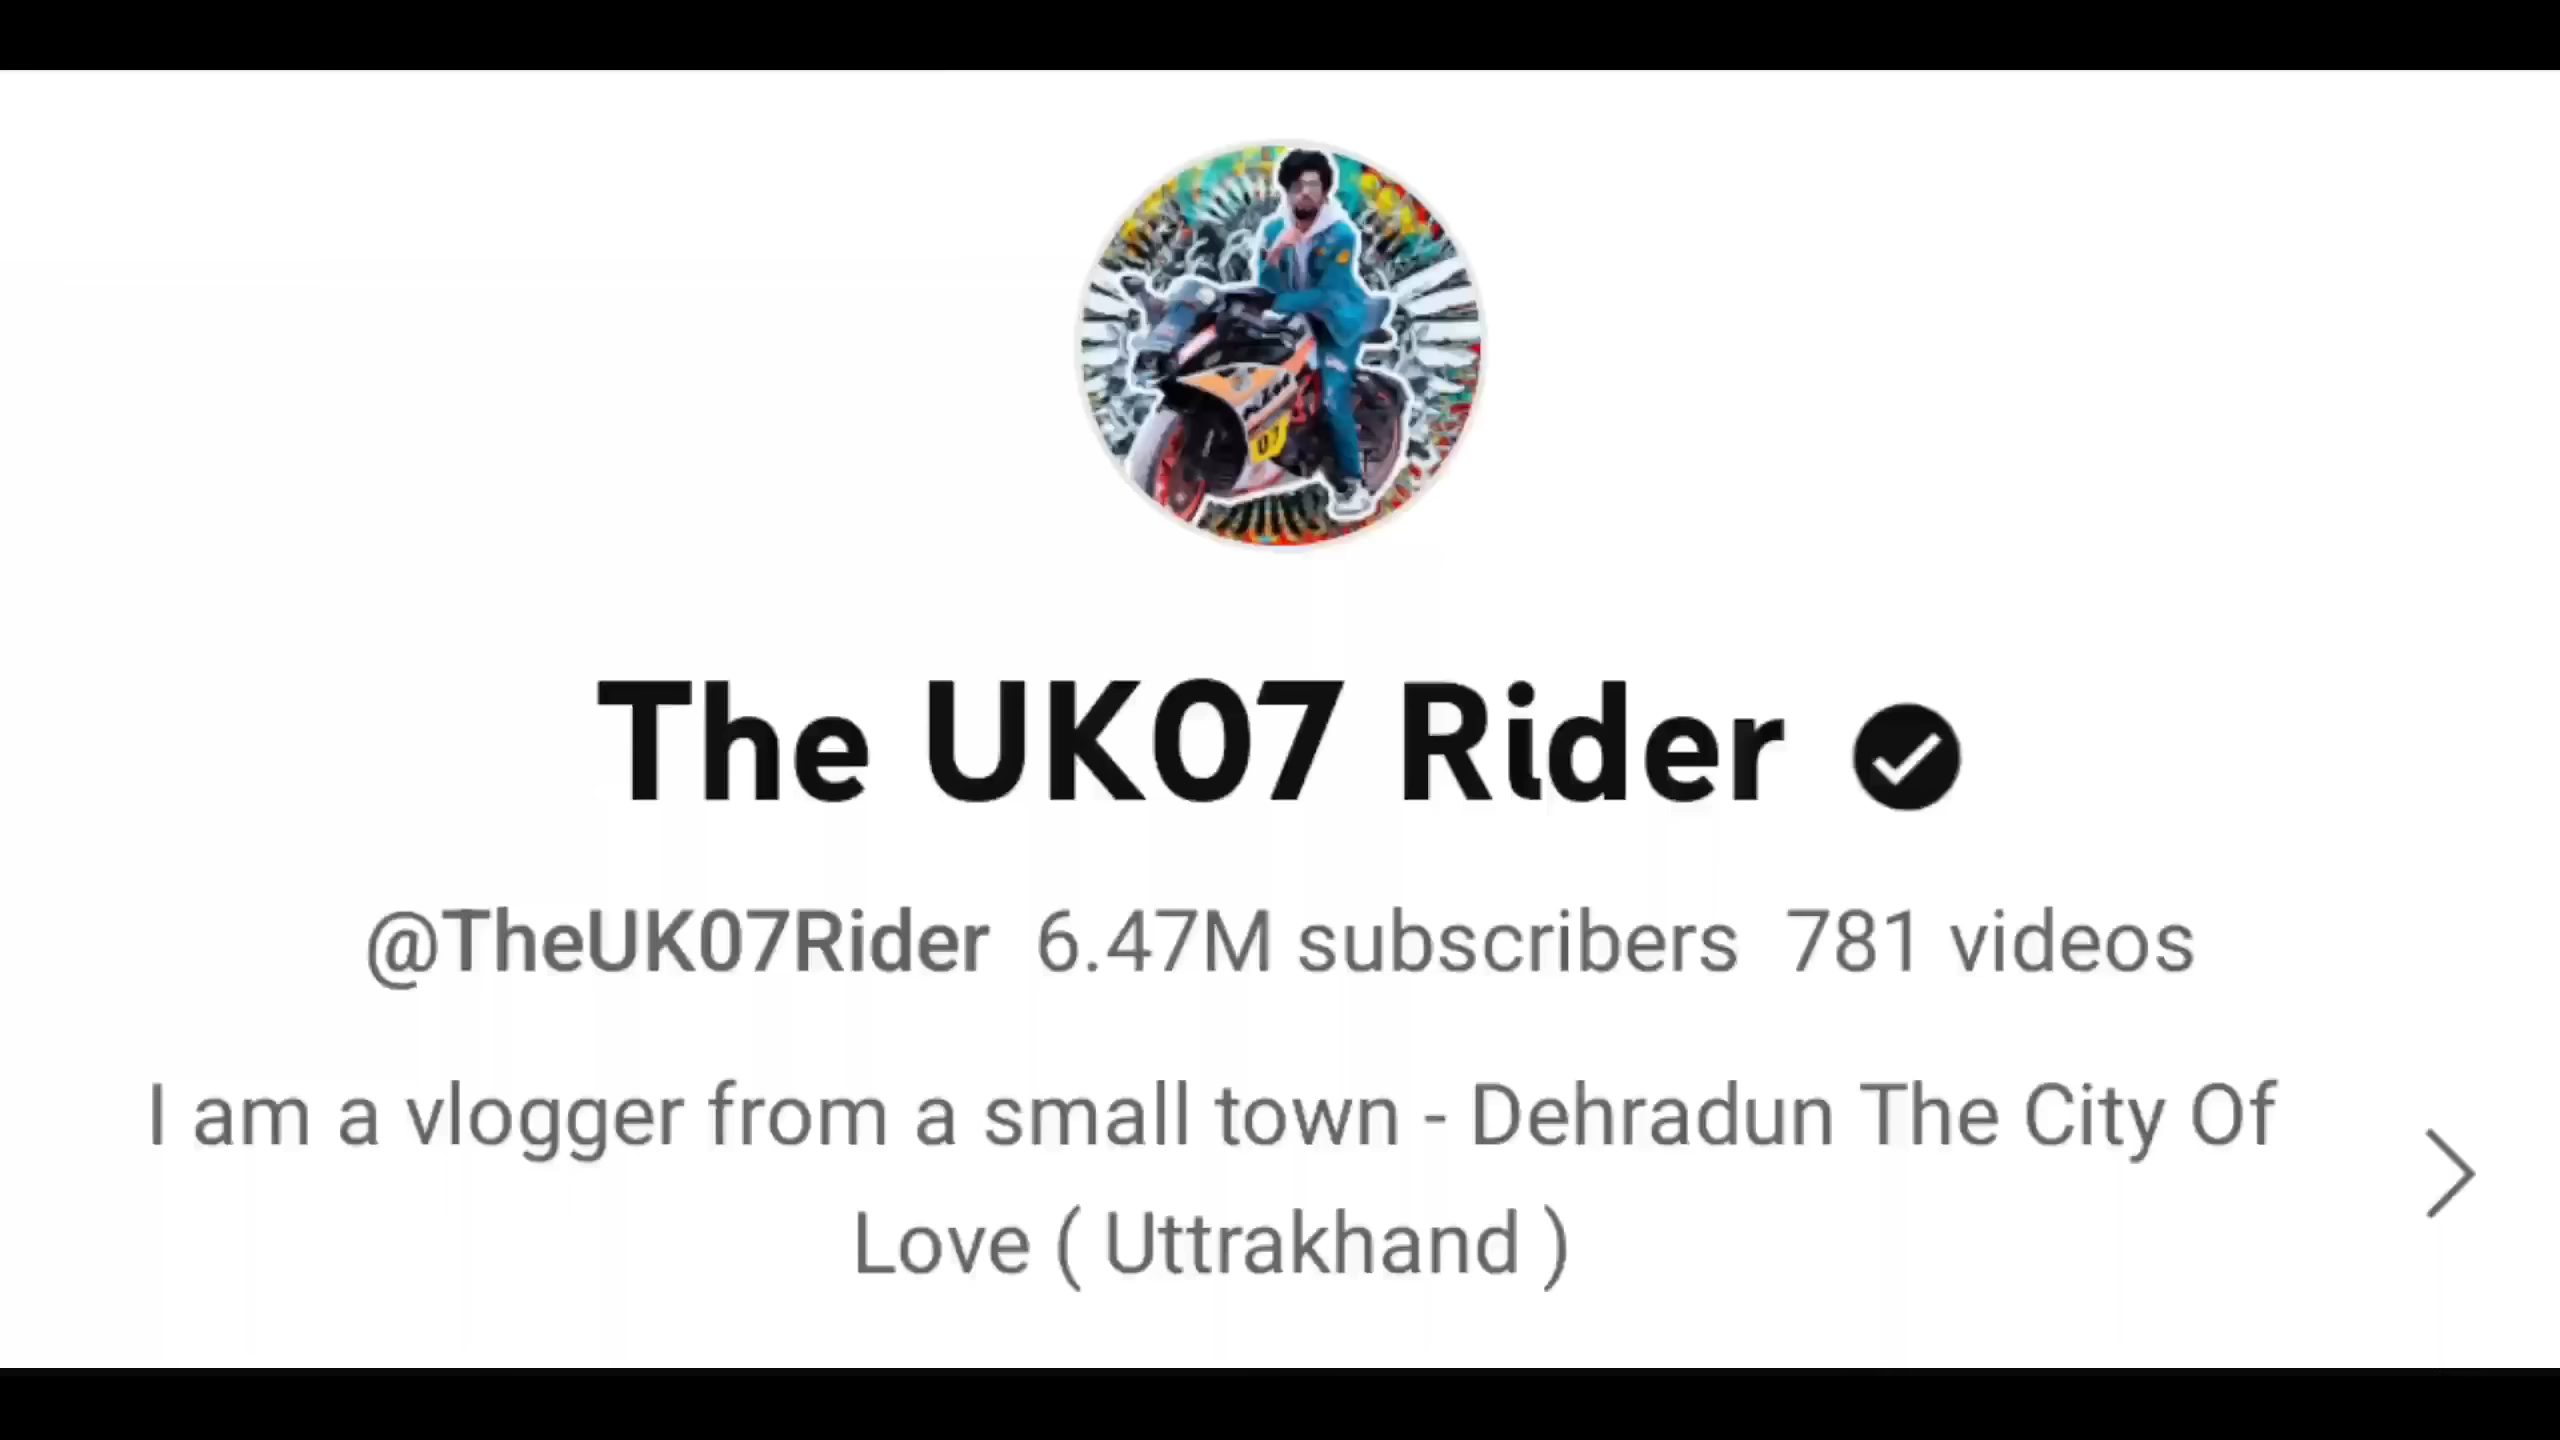 07
The UK07 Rider
@TheUK07Rider 6.47M subscribers 781 videos
I am a vlogger from a small town - Dehradun The City Of
Love ( Uttrakhand )